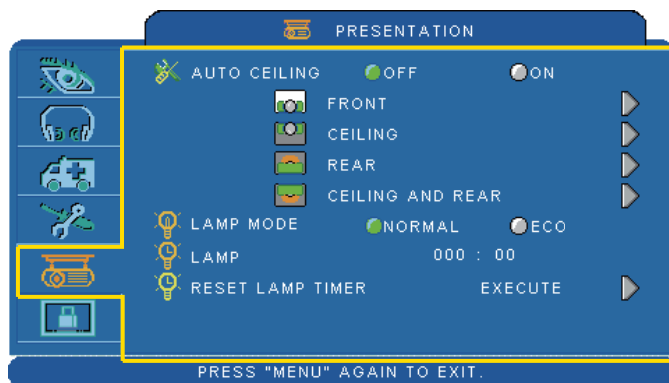 PRESENTATION
AUTO CEILING OFF ON
FRONT
CEILING
REAR
CEILING AND REAR
LAMP MODE NORMAL ECO
LAMP 000 : 00
RESET LAMP TIMER EXECUTE
PRESS "MENU" AGAIN TO EXIT.